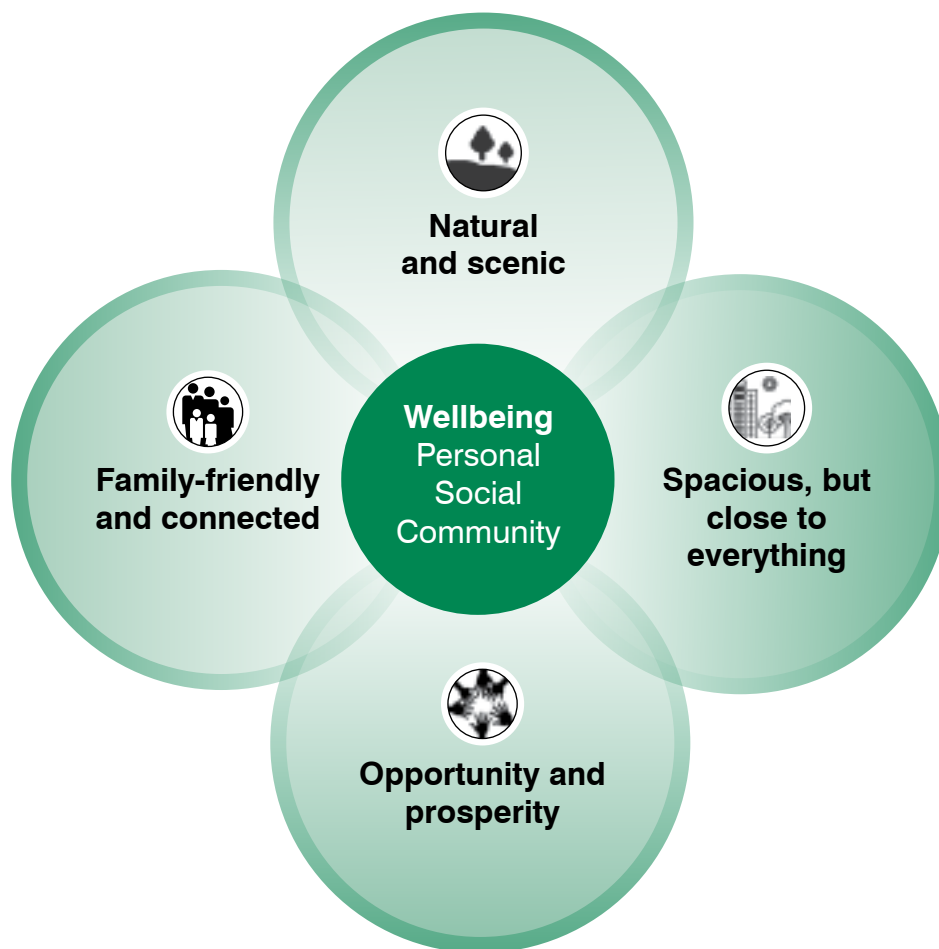 Natural
and scenic
Family-friendly
and connected
Wellbeing
Personal
Social
Community
Spacious, but
close to
everything
Opportunity and
prosperity